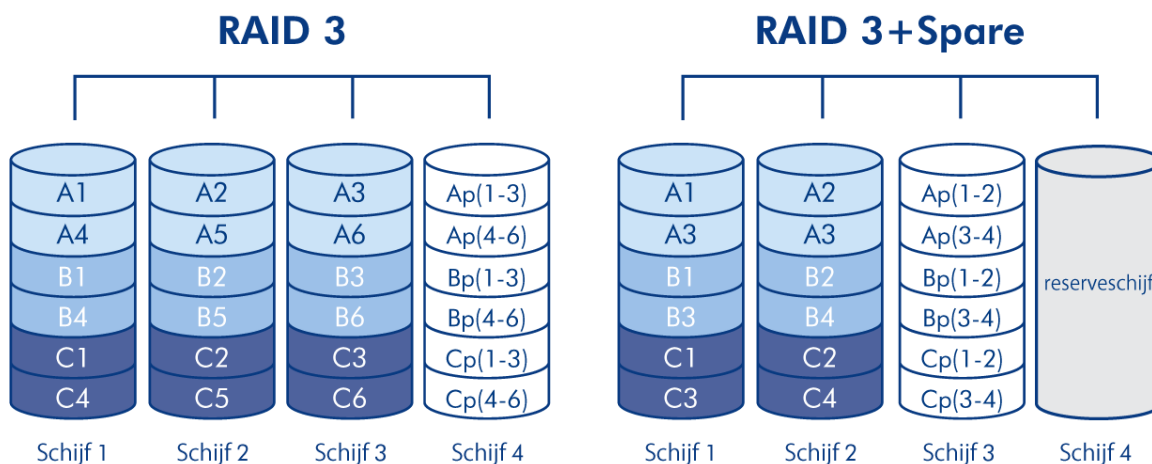 RAID 3
RAID 3+Spare
A1 A2 A3 Ap(1-3)
A4 A5 A6 Ap(4-6)
B1 B2 B3 Bp(1-3)
B4 B5 B6 Bp(4-6)
C1 C2 C3 Cp(1-3)
C4 C5 C6 Cp(4-6)
Schijf 1 Schijf 2 Schijf 3 Schijf 4
A1 A2 Ap(1-2)
A3 A3 Ap(3-4)
B1 B2 Bp(1-2)
reserveschijf
B3 B4 Bp(3-4)
C1 C2 Cp(1-2)
C3 C4 Cp(3-4)
Schijf 1 Schijf 2 Schijf 3 Schijf 4